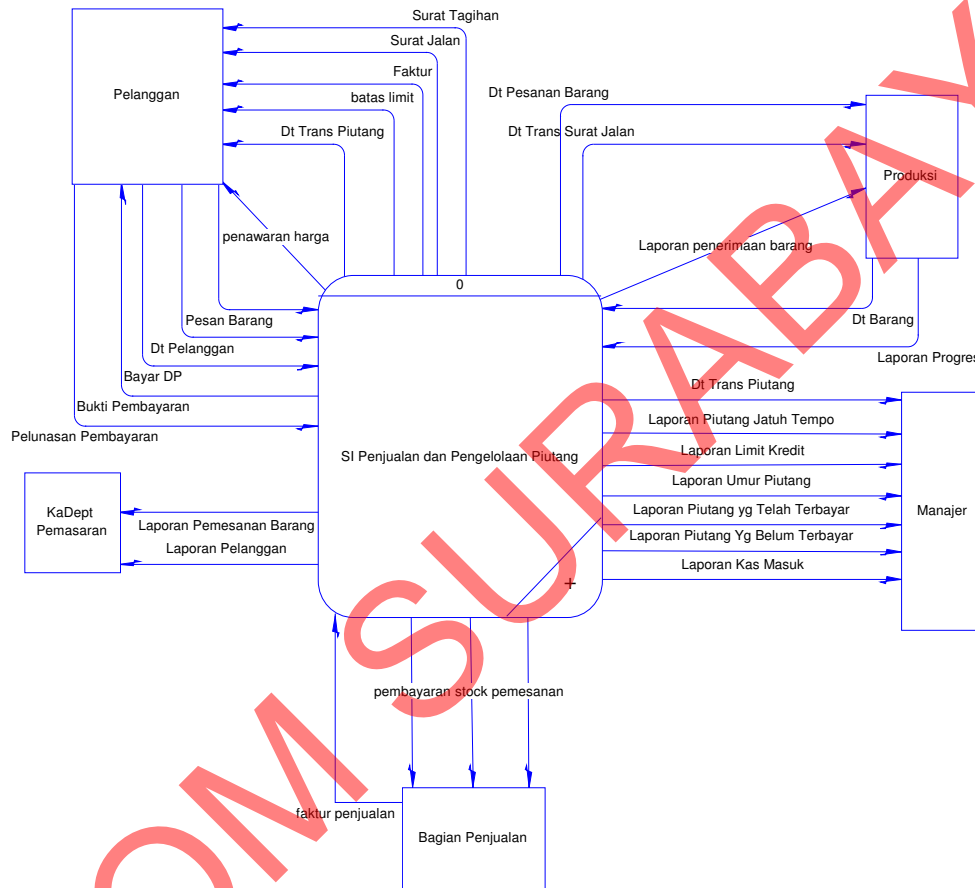 Surat Tagihan
Surat Jalan
Faktur
batas limit
Dt Trans Piutang
Pelanggan
penawaran harga
Pesan Barang
Dt Pelanggan
Bayar DP
Bukti Pembayaran
Pelunasan Pembayaran
Dt Pesanan Barang
Dt Trans Surat Jalan
Produksi
Laporan penerimaan barang
Dt Barang
Laporan Progres
0
SI Penjualan dan Pengelolaan Piutang
+
KaDept
Pemasaran
Laporan Pemesanan Barang
Laporan Pelanggan
Dt Trans Piutang
Laporan Piutang Jatuh Tempo
Laporan Limit Kredit
Laporan Umur Piutang
Laporan Piutang yg Telah Terbayar
Laporan Piutang Yg Belum Terbayar
Laporan Kas Masuk
Manajer
pembayaran stock pemesanan
faktur penjualan
Bagian Penjualan
OM SURABAY